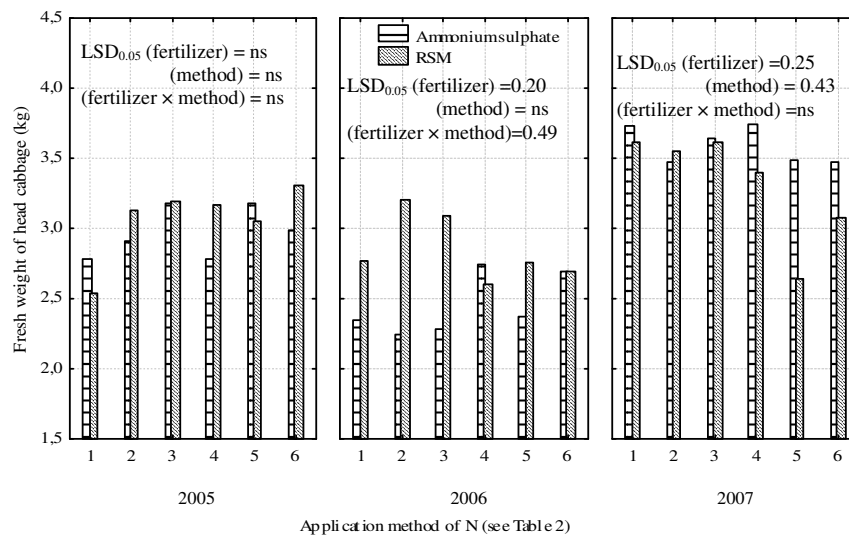 Fresh weight of head cabbage (kg)
4,5
4.0
3.5
3.0
2.5
2.0
1,5
LSD0.05 (fertilizer) = ns
(method) = ns
(fertilizer × method) = ns
1 2 3 4 5 6
2005
Ammoniumsulphate
RSM
LSD0.05 (fertilizer) =0.20
(method) = ns
(fertilizer × method)=0.49
1 2 3 4 5 6
2006
LSD0.05 (fertilizer) = 0.25
(method) = 0.43
(fertilizer × method) =ns
1 2 3 4 5 6
2007
Application method of N (see Table 2)